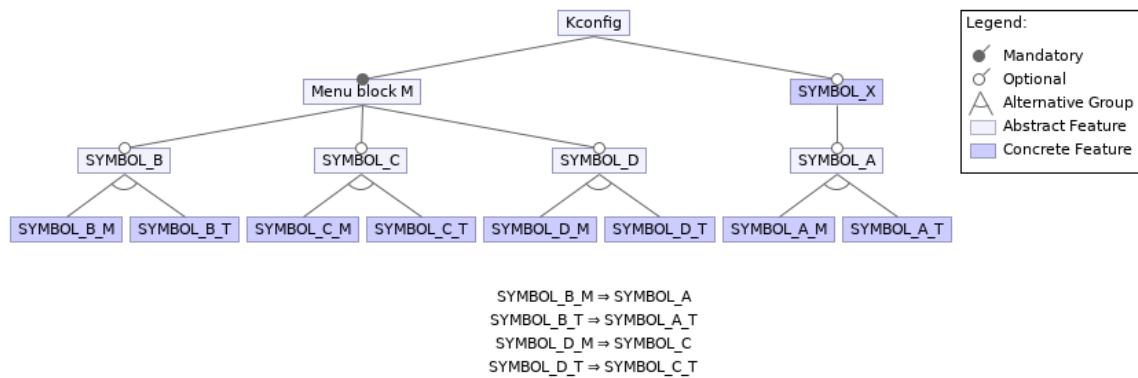 Kconfig
Legend:
Mandatory
Optional
Alternative Group
Abstract Feature
Concrete Feature
Menu block M
SYMBOL_X
SYMBOL_B
SYMBOL_C
SYMBOL_D
SYMBOL_A
SYMBOL_B_M
SYMBOL_B_T
SYMBOL_C_M
SYMBOL_C_T
SYMBOL_D_M
SYMBOL_D_T
SYMBOL_A_M
SYMBOL_A_T
SYMBOL_B_M ⇒ SYMBOL_A
SYMBOL_B_T ⇒ SYMBOL_A_T
SYMBOL_D_M ⇒ SYMBOL_C
SYMBOL_D_T ⇒ SYMBOL_C_T